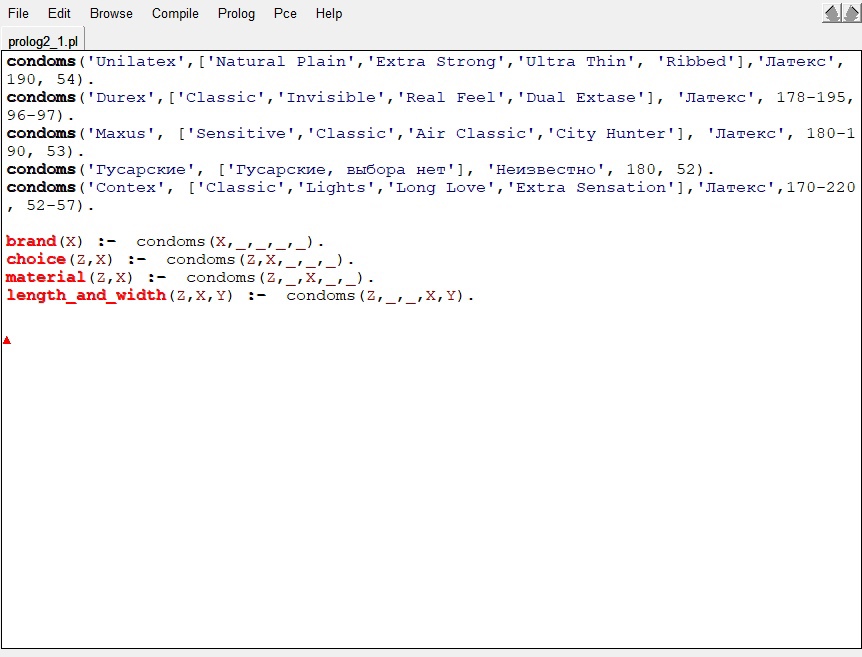 File Edit Browse Compile Prolog Pce Help
prolog2_1.pl
condoms('Unilatex',['Natural Plain','Extra Strong','Ultra Thin', 'Ribbed'],'Латекс',
190, 54).
condoms('Durex',['Classic','Invisible','Real Feel','Dual Extase'], 'Латекс', 178-195,
96-97).
condoms('Maxus', ['Sensitive','Classic','Air Classic','City Hunter'], 'Латекс', 180-1
90, 53).
condoms('Гусарские', ['Гусарские, выбора нет'], 'Неизвестно', 180, 52).
condoms('Contex', ['Classic','Lights','Long Love','Extra Sensation'],'Латекс',170-220
, 52-57).
brand(X) :-  condoms(X,_,_,_,_).
choice(Z,X) :-  condoms(Z,X,_,_,_).
material(Z,X) :-  condoms(Z,_,X,_,_).
length_and_width(Z,X,Y) :-  condoms(Z,_,_,X,Y).